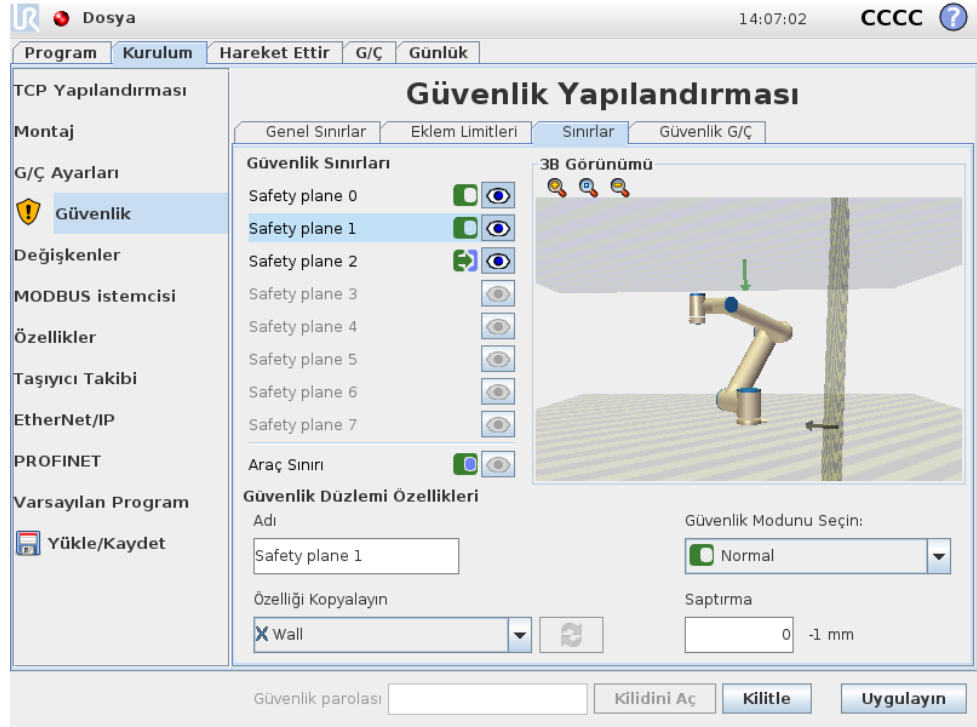 UR Dosya 14:07:02 CCCC ?
Program Kurulum Hareket Ettir G/Ç Günlük
TCP Yapılandırması
Montaj
G/Ç Ayarları
Güvenlik
Değişkenler
MODBUS istemcisi
Özellikler
Taşıyıcı Takibi
EtherNet/IP
PROFINET
Varsayılan Program
Yükle/Kaydet
Güvenlik Yapılandırması
Genel Sınırlar Eklem Limitleri Sınırlar Güvenlik G/Ç
Güvenlik Sınırları
Safety plane 0
Safety plane 1
Safety plane 2
Safety plane 3
Safety plane 4
Safety plane 5
Safety plane 6
Safety plane 7
Araç Sınırı
3B Görünümü
Güvenlik Düzlemi Özellikleri
Adı
Safety plane 1
Güvenlik Modunu Seçin:
Normal
Özelliği Kopyalayın
Wall
Saptırma
0 -1 mm
Güvenlik parolası Kilidini Aç Kilitle Uygulayın